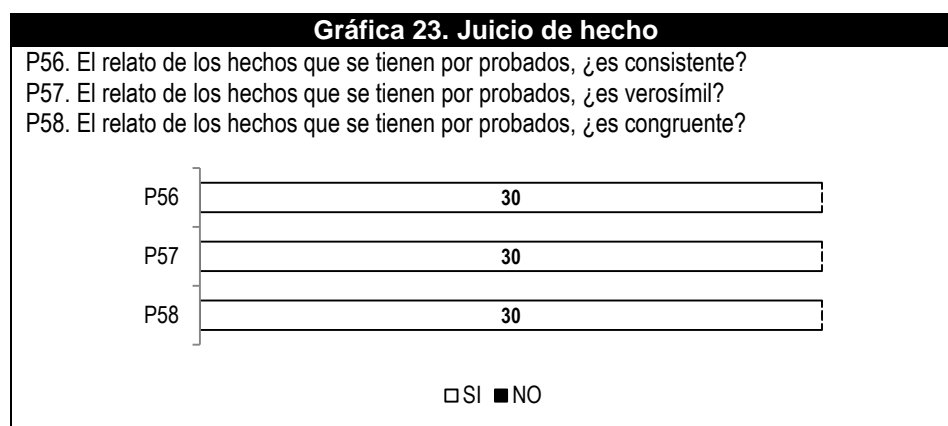 Gráfica 23. Juicio de hecho
P56. El relato de los hechos que se tienen por probados, ¿es consistente?
P57. El relato de los hechos que se tienen por probados, ¿es verosímil?
P58. El relato de los hechos que se tienen por probados, ¿es congruente?
P56 30
P57 30
P58 30
SI NO